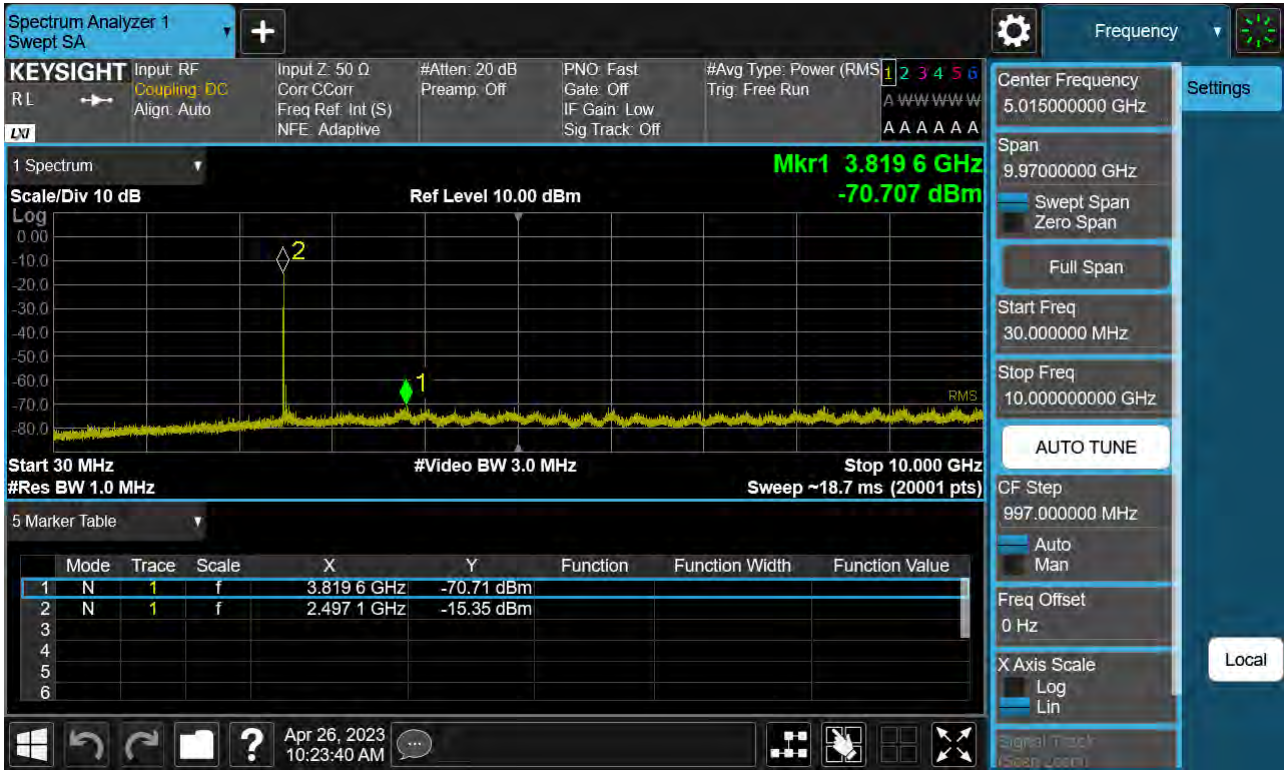 Spectrum Analyzer 1
Swept SA
Frequency
KEYSIGHT
RL
LXI
Input: RF
Coupling: DC
Align: Auto
Input Z: 50 Ω
Corr CCorr
Freq Ref: Int (S)
NFE: Adaptive
#Atten: 20 dB
Preamp: Off
PNO: Fast
Gate: Off
IF Gain: Low
Sig Track: Off
#Avg Type: Power (RMS
Trig: Free Run
1 2 3 4 5 6
A W W W W W
A A A A A A
1 Spectrum
Mkr1 3.819 6 GHz
-70.707 dBm
Scale/Div 10 dB
Ref Level 10.00 dBm
Log
0.00
-10.0
-20.0
-30.0
-40.0
-50.0
-60.0
-70.0
-80.0
2
1
RMS
Start 30 MHz
#Video BW 3.0 MHz
Stop 10.000 GHz
#Res BW 1.0 MHz
Sweep ~18.7 ms (20001 pts)
5 Marker Table
Mode Trace Scale X Y Function Function Width Function Value
1 N 1 f 3.819 6 GHz -70.71 dBm
2 N 1 f 2.497 1 GHz -15.35 dBm
3
4
5
6
Apr 26, 2023
10:23:40 AM
Center Frequency
5.015000000 GHz
Span
9.97000000 GHz
Swept Span
Zero Span
Full Span
Start Freq
30.000000 MHz
Stop Freq
10.000000000 GHz
AUTO TUNE
CF Step
997.000000 MHz
Auto
Man
Freq Offset
0 Hz
X Axis Scale
Log
Lin
Signal Track
(Span Zoom)
Settings
Local